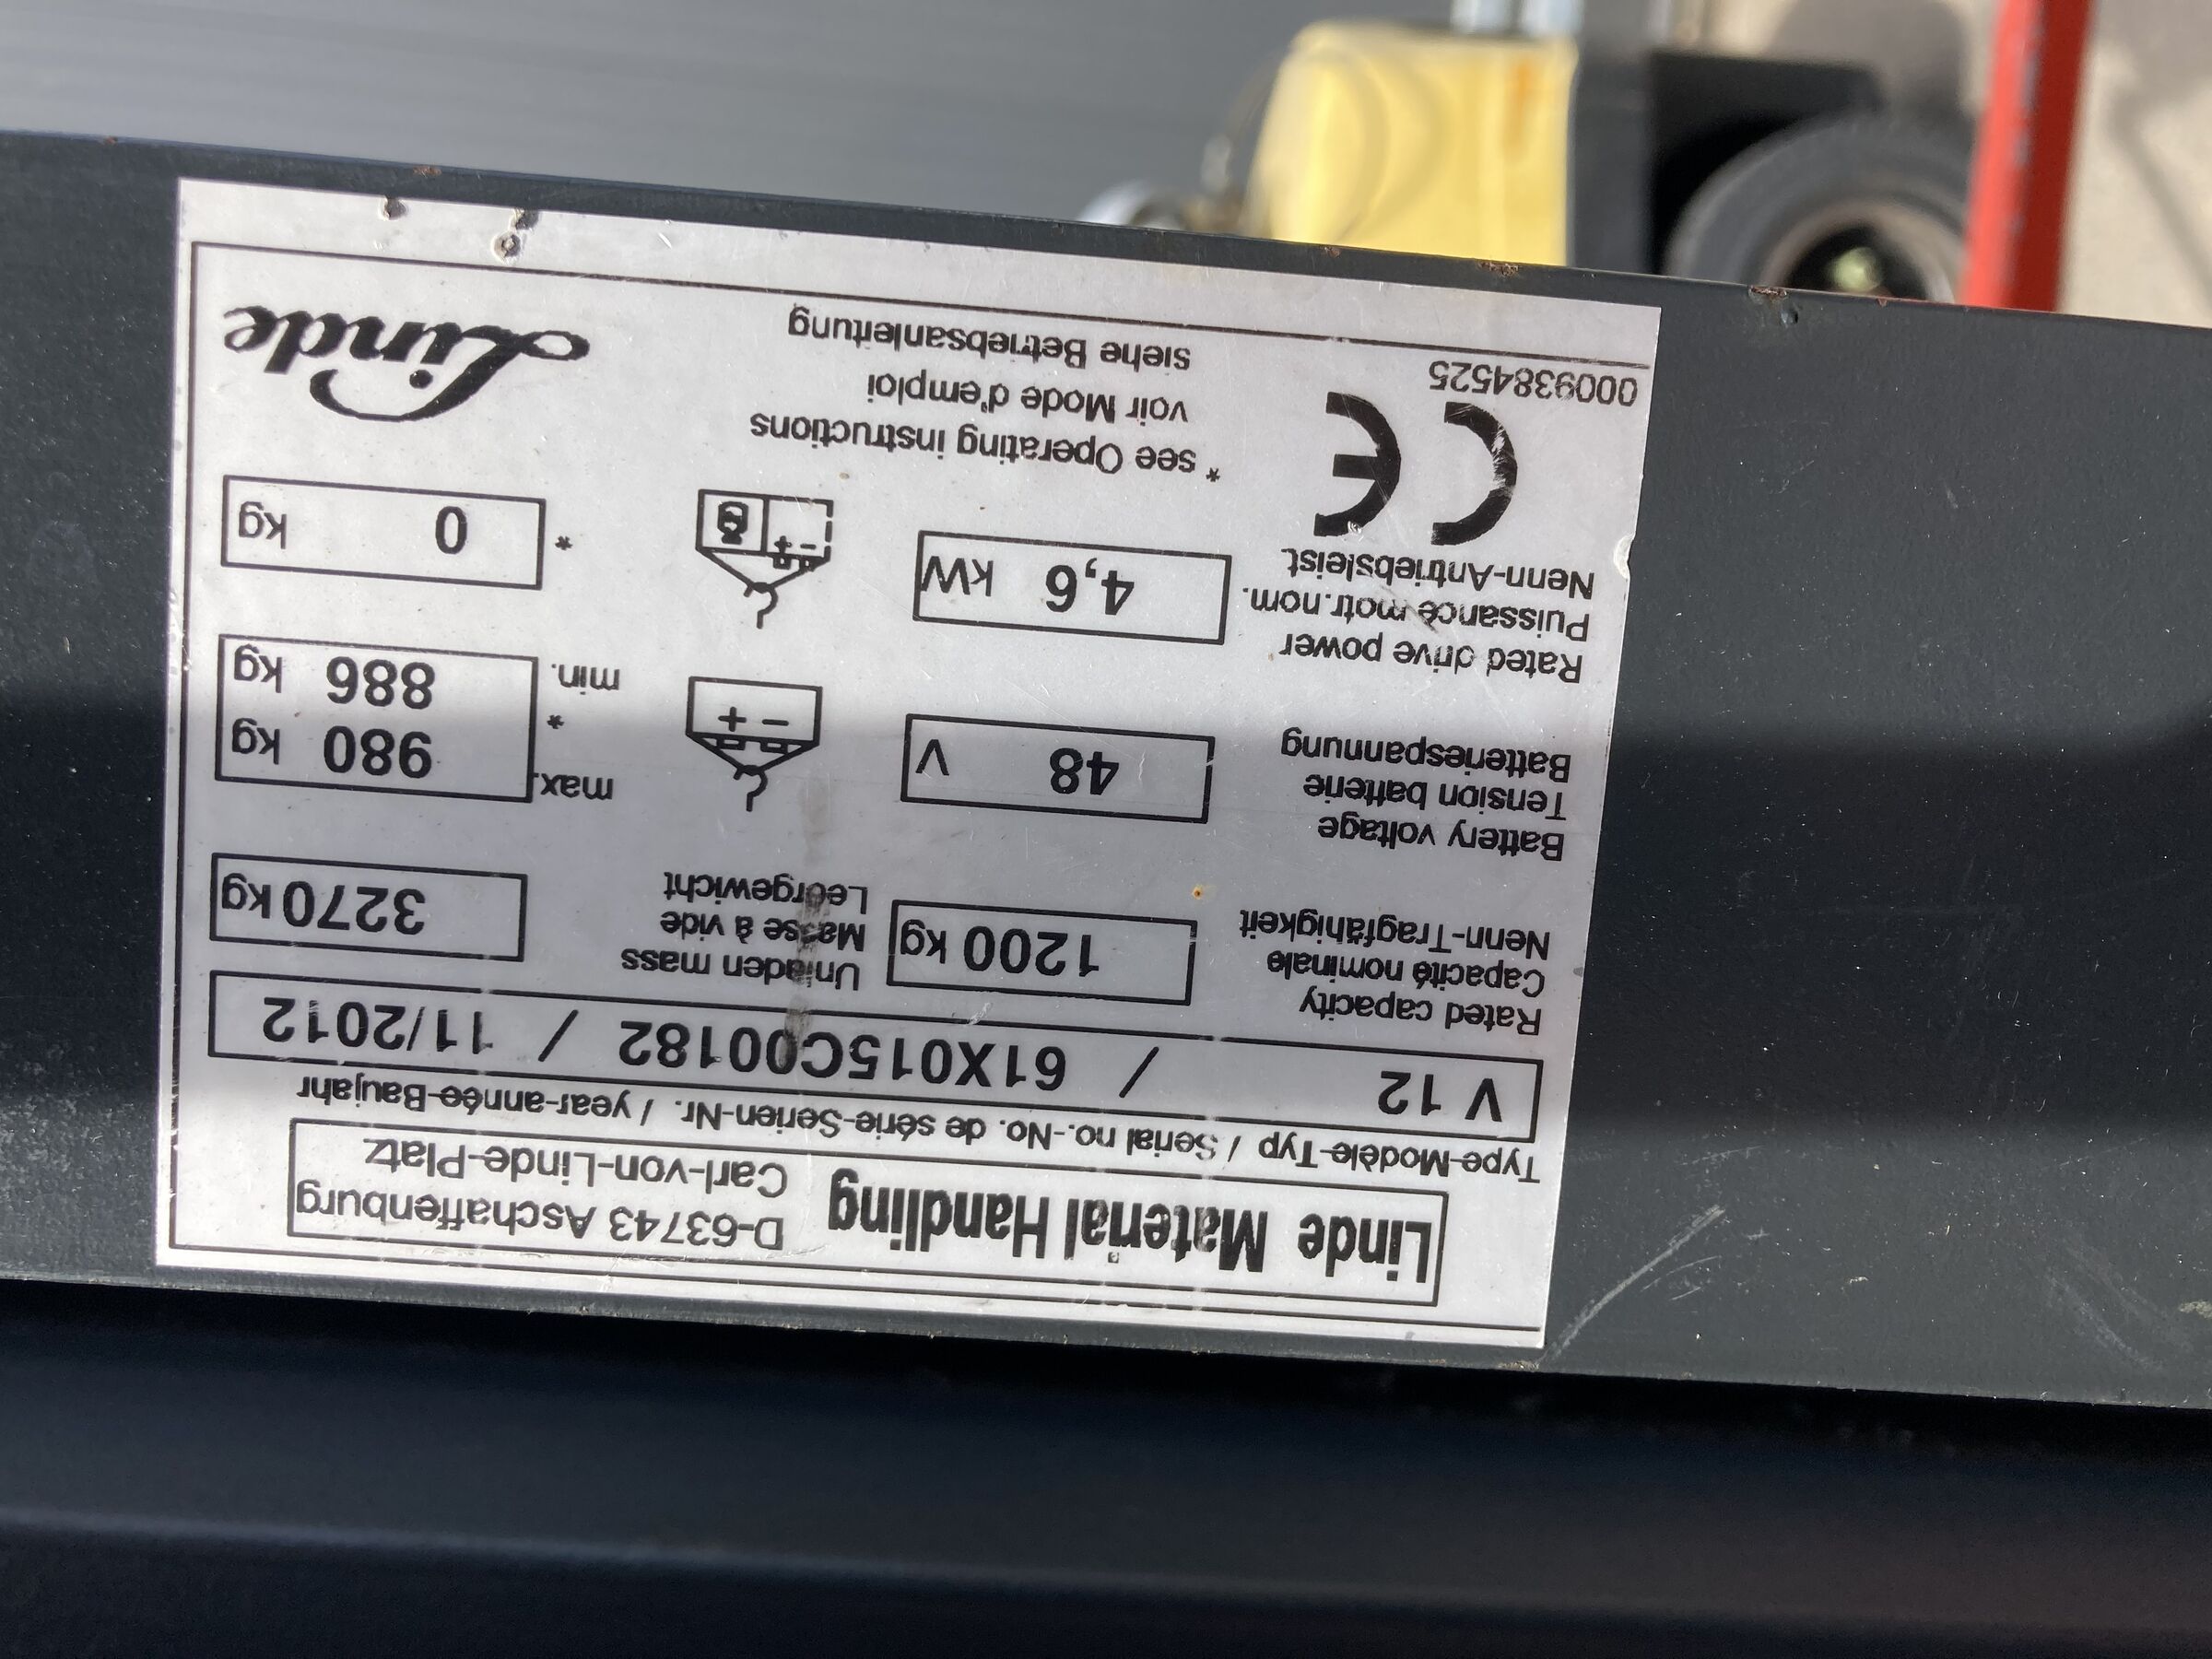 Linde Material Handling
D-63743 Aschaffenburg
Carl-von-Linde-Platz
Type-Modèle-Typ / Serial no.-No. de série-Serien-Nr. / year-année-Baujahr
V 12 / 61X015C00182 / 11/2012
Rated capacity
Capacité nominale
Nenn-Tragfähigkeit
1200 kg
Unladen mass
Masse à vide
Leergewicht
3270 kg
Battery voltage
Tension batterie
Batteriespannung
48 V
- +
max. 980 kg
*
min. 886 kg
Rated drive power
Puissance motr.nom.
Nenn-Antriebsleist
4,6 kW
- +
* 0 kg
CE
* see Operating instructions
voir Mode d'emploi
siehe Betriebsanleitung
Linde
0009384525